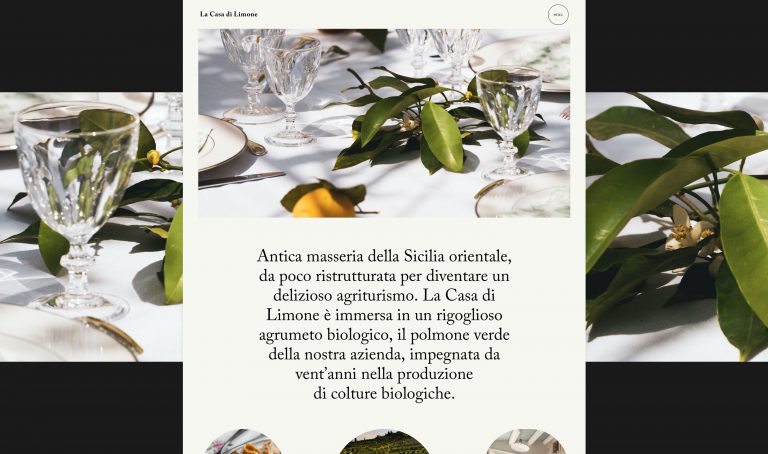 La Casa di Limone
MENU
Antica masseria della Sicilia orientale,
da poco ristrutturata per diventare un
delizioso agriturismo. La Casa di
Limone è immersa in un rigoglioso
agrumeto biologico, il polmone verde
della nostra azienda, impegnata da
vent’anni nella produzione
di colture biologiche.